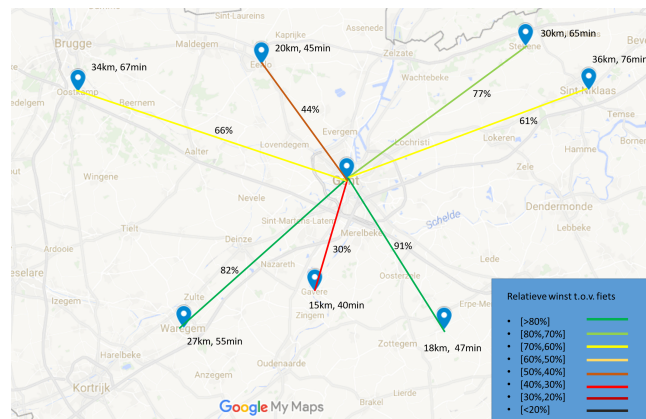 Sint-Laureins
Assenede
30km, 65min
Brugge
Maldegem
Kaprijke
20km, 45min
Zelzate
Stekene
36km, 76min
34km, 67min
Eeklo
Wachtebeke
Sint-Niklaas
Oostkamp
Beernem
44%
77%
Temse
Evergem
66%
61%
Lochristi
Lokeren
Hamme
Aalter
Lovendegem
Born
Zele
Wingene
Gent
Nevele
Dendermonde
Sint-Martens-Latem
Schelde
Lebbeke
Merelbeke
Ardooie
Deinze
30%
91%
Nazareth
Oosterzele
82%
Izegem
Zulte
Gavere
15km, 40min
Erpe-Me
Zingem
Waregem
27km, 55min
Zottegem
18km, 47min
Harelbeke
Anzegem
Kortrijk
Lierde
Brakel
Google My Maps
Relatieve winst t.o.v. fiets
• [>80%]
• [80%,70%]
• [70%,60%]
• [60%,50%]
• [50%,40%]
• [40%,30%]
• [30%,20%]
• [<20%]